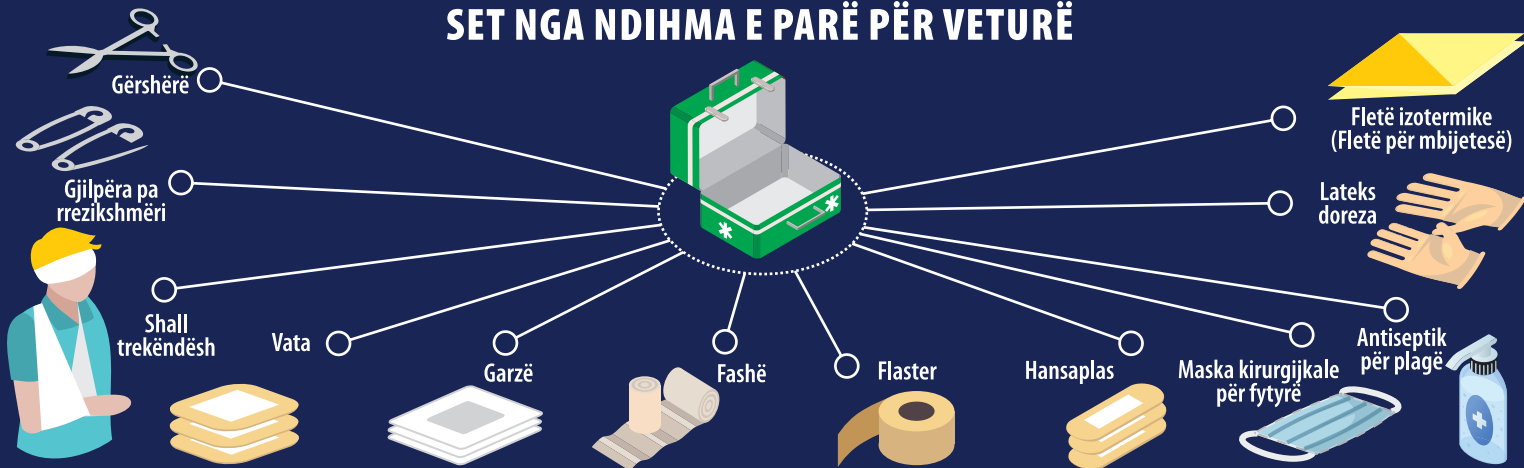 SET NGA NDIHMA E PARË PËR VETURË
Gërshërë
Gjilpëra pa
rrezikshmëri
Shall
trekëndësh
Vata
Garzë
Fashë
Flaster
Hansaplas
Maska kirurgjikale
për fytyrë
Antiseptik
për plagë
Lateks
doreza
Fletë izotermike
(Fletë për mbijetesë)